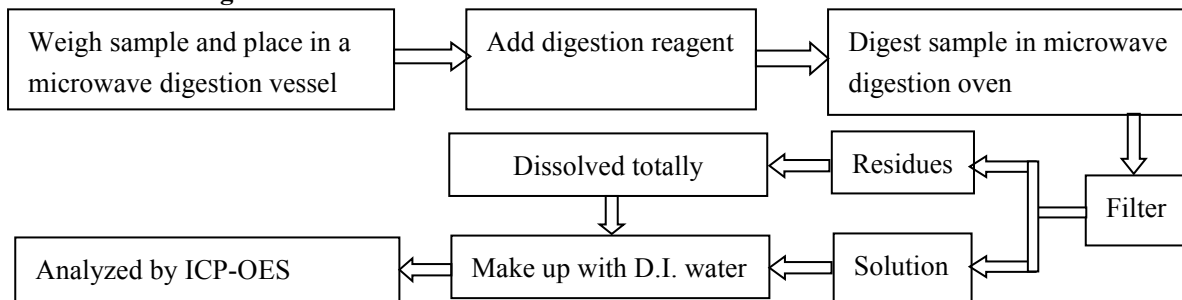 Weigh sample and place in a
microwave digestion vessel
Add digestion reagent
Digest sample in microwave
digestion oven
Filter
Residues
Dissolved totally
Solution
Make up with D.I. water
Analyzed by ICP-OES